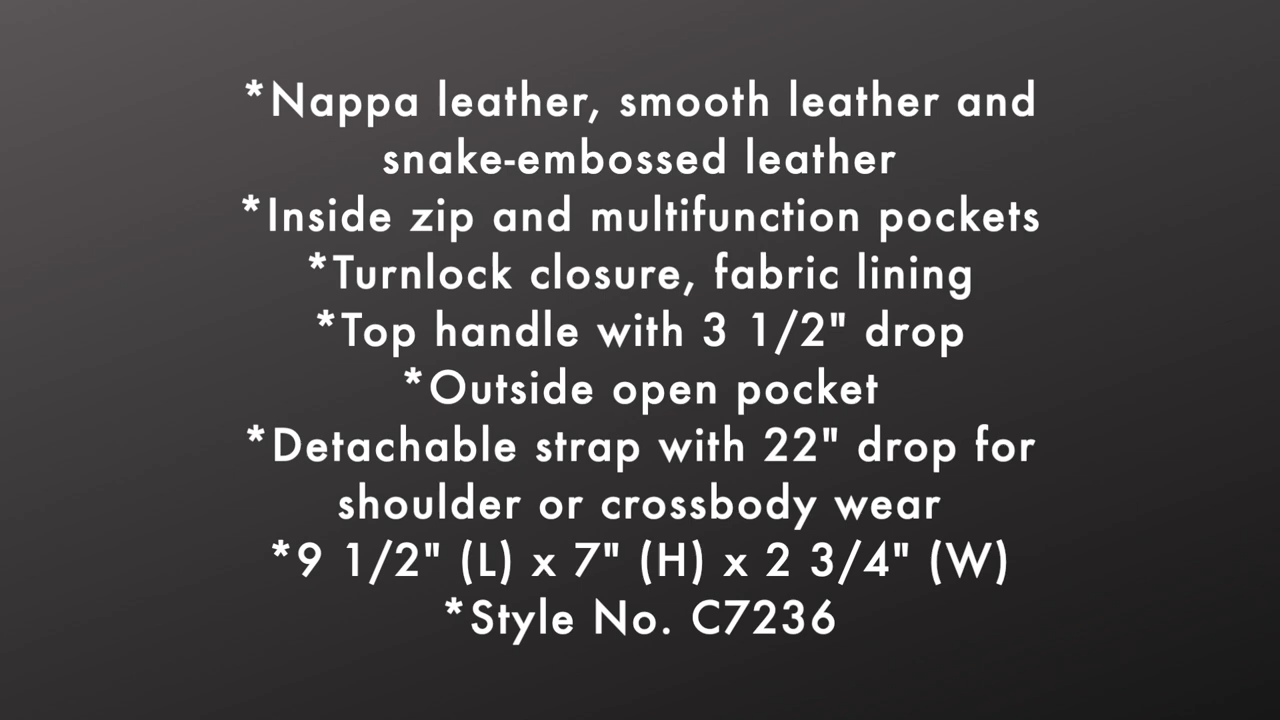 *Nappa leather, smooth leather and
snake-embossed leather
*Inside zip and multifunction pockets
*Turnlock closure, fabric lining
*Top handle with 3 1/2" drop
*Outside open pocket
*Detachable strap with 22" drop for
shoulder or crossbody wear
*9 1/2" (L) x 7" (H) x 2 3/4" (W)
*Style No. C7236